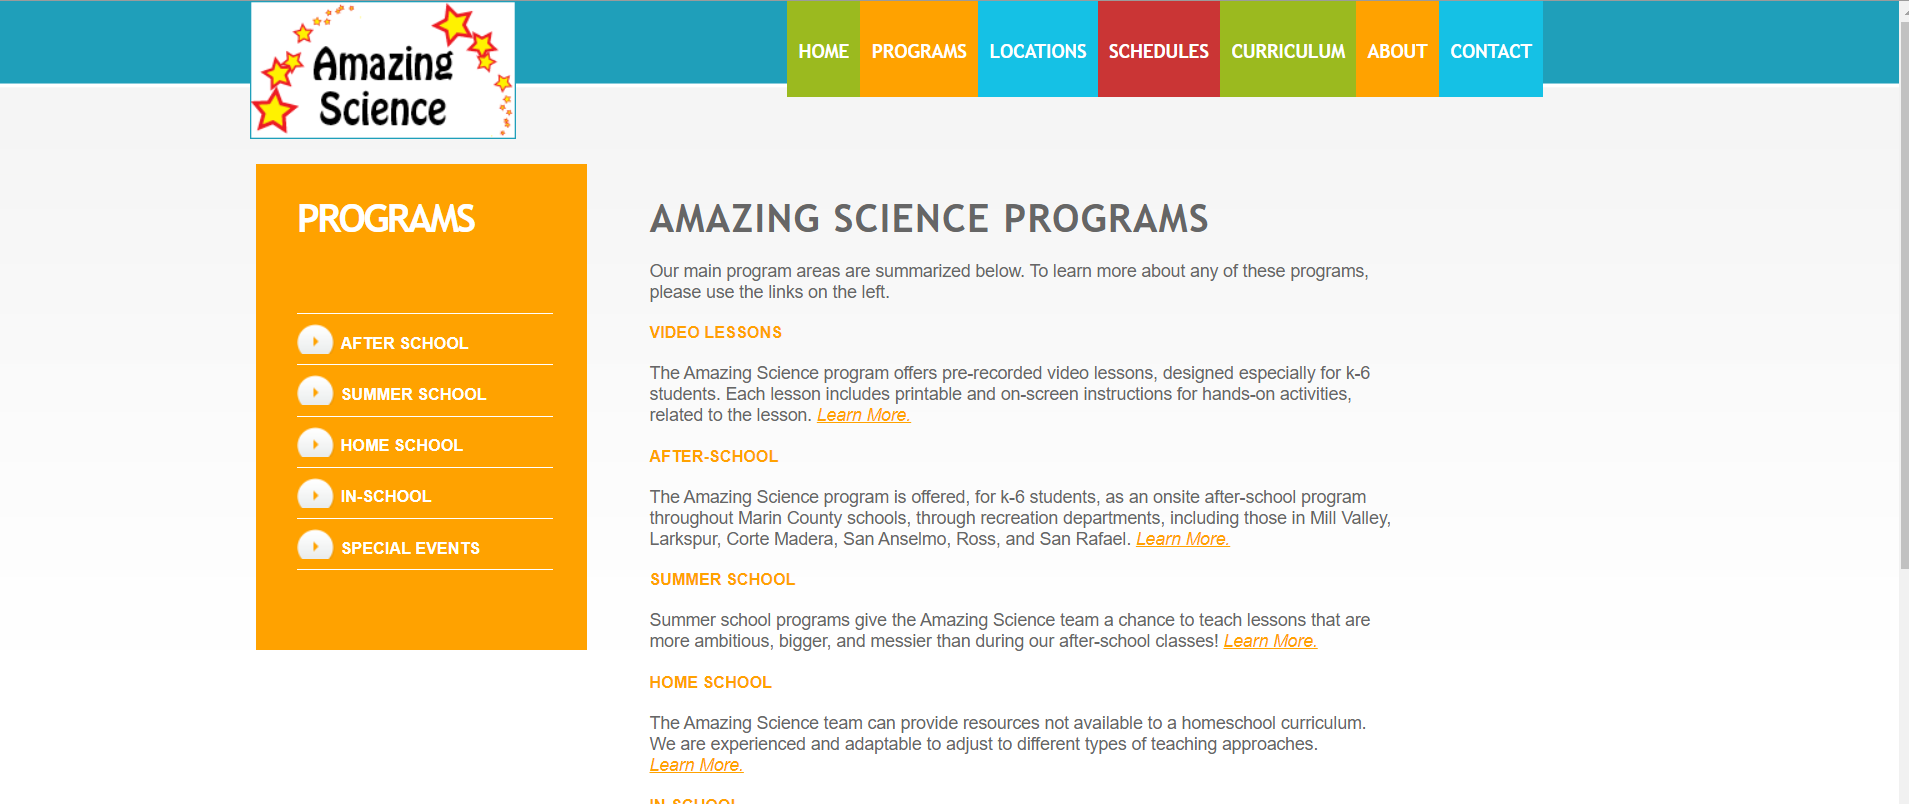 Amazing
Science
HOME PROGRAMS LOCATIONS SCHEDULES CURRICULUM ABOUT CONTACT
PROGRAMS
AFTER SCHOOL
SUMMER SCHOOL
HOME SCHOOL
IN-SCHOOL
SPECIAL EVENTS
AMAZING SCIENCE PROGRAMS
Our main program areas are summarized below. To learn more about any of these programs,
please use the links on the left.
VIDEO LESSONS
The Amazing Science program offers pre-recorded video lessons, designed especially for k-6
students. Each lesson includes printable and on-screen instructions for hands-on activities,
related to the lesson. Learn More.
AFTER-SCHOOL
The Amazing Science program is offered, for k-6 students, as an onsite after-school program
throughout Marin County schools, through recreation departments, including those in Mill Valley,
Larkspur, Corte Madera, San Anselmo, Ross, and San Rafael. Learn More.
SUMMER SCHOOL
Summer school programs give the Amazing Science team a chance to teach lessons that are
more ambitious, bigger, and messier than during our after-school classes! Learn More.
HOME SCHOOL
The Amazing Science team can provide resources not available to a homeschool curriculum.
We are experienced and adaptable to adjust to different types of teaching approaches.
Learn More.
IN-SCHOOL